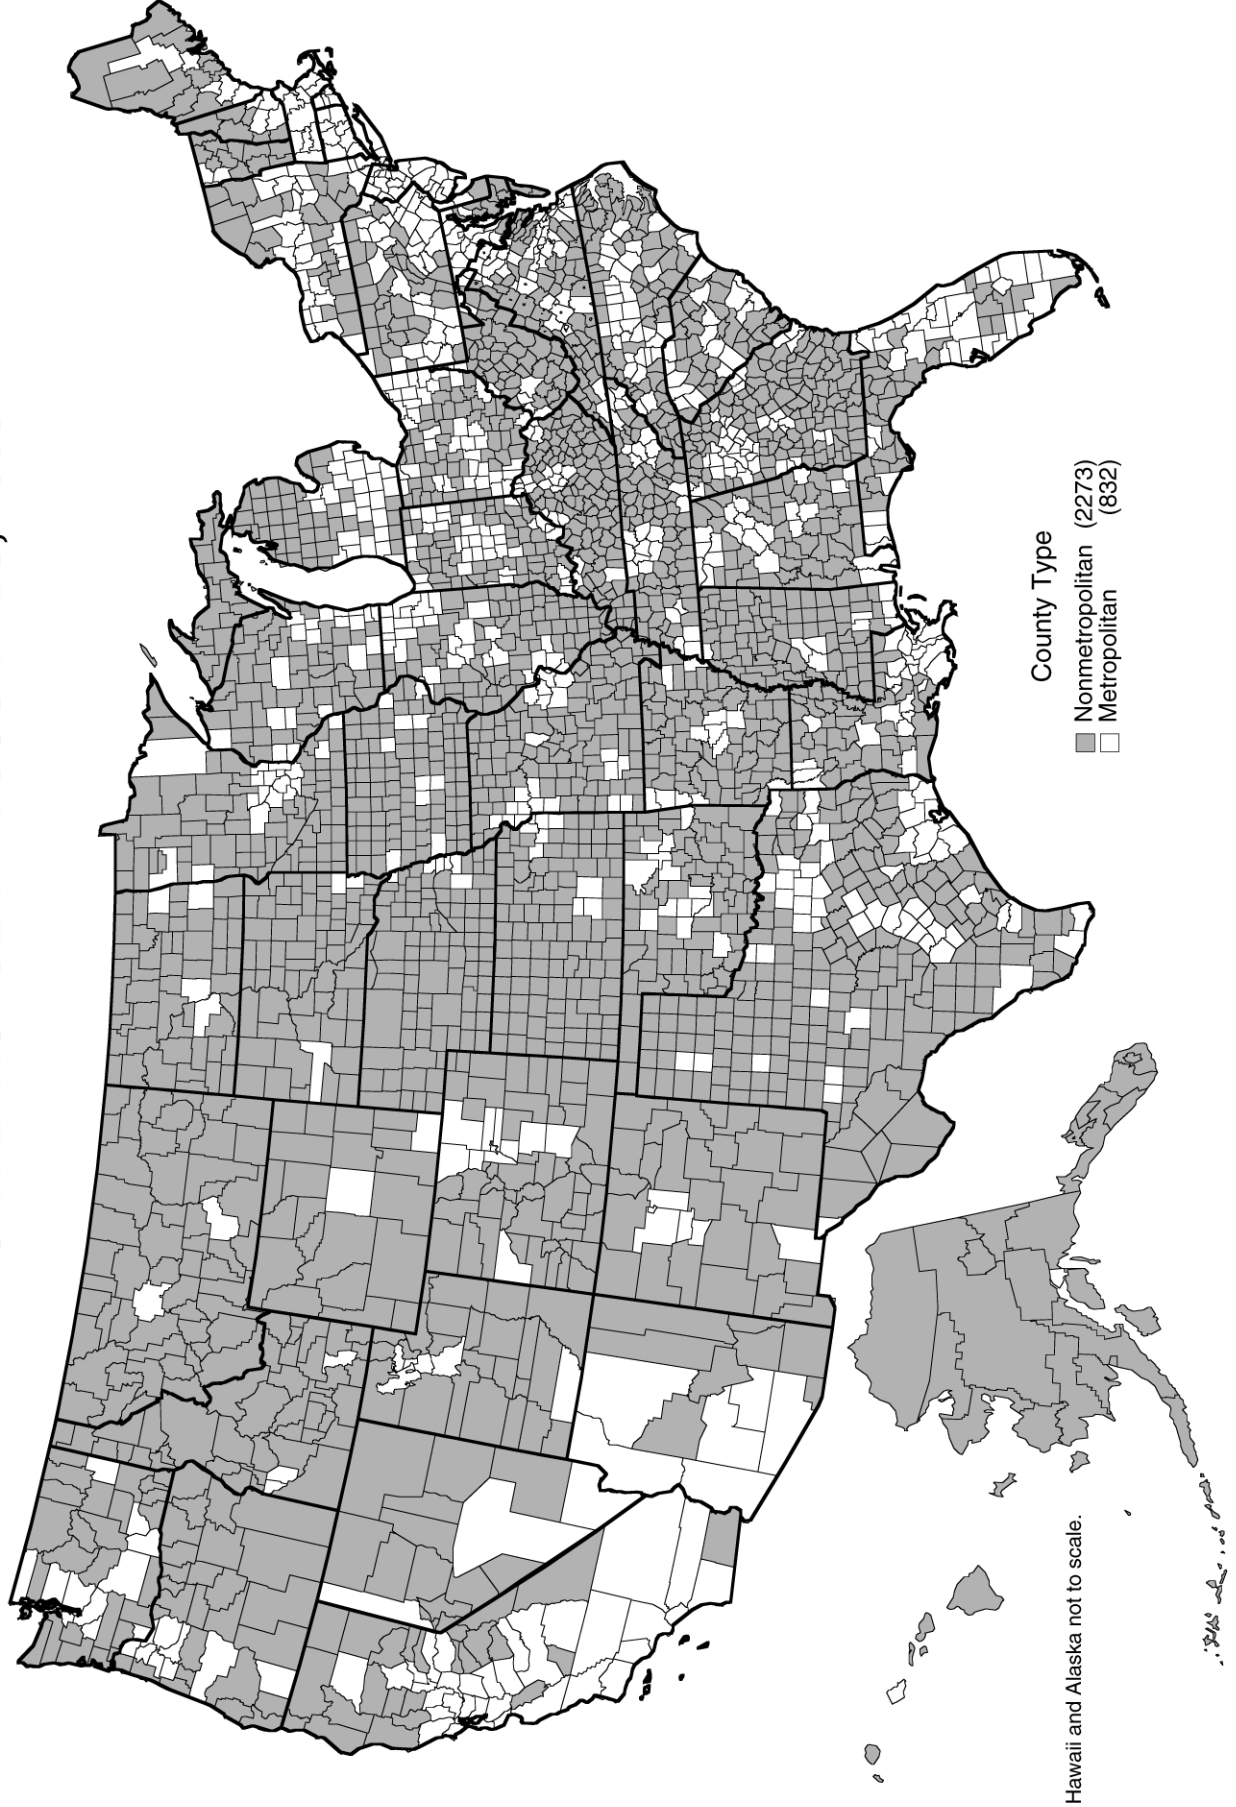 County Type
Nonmetropolitan (2273)
Metropolitan (832)
Hawaii and Alaska not to scale.